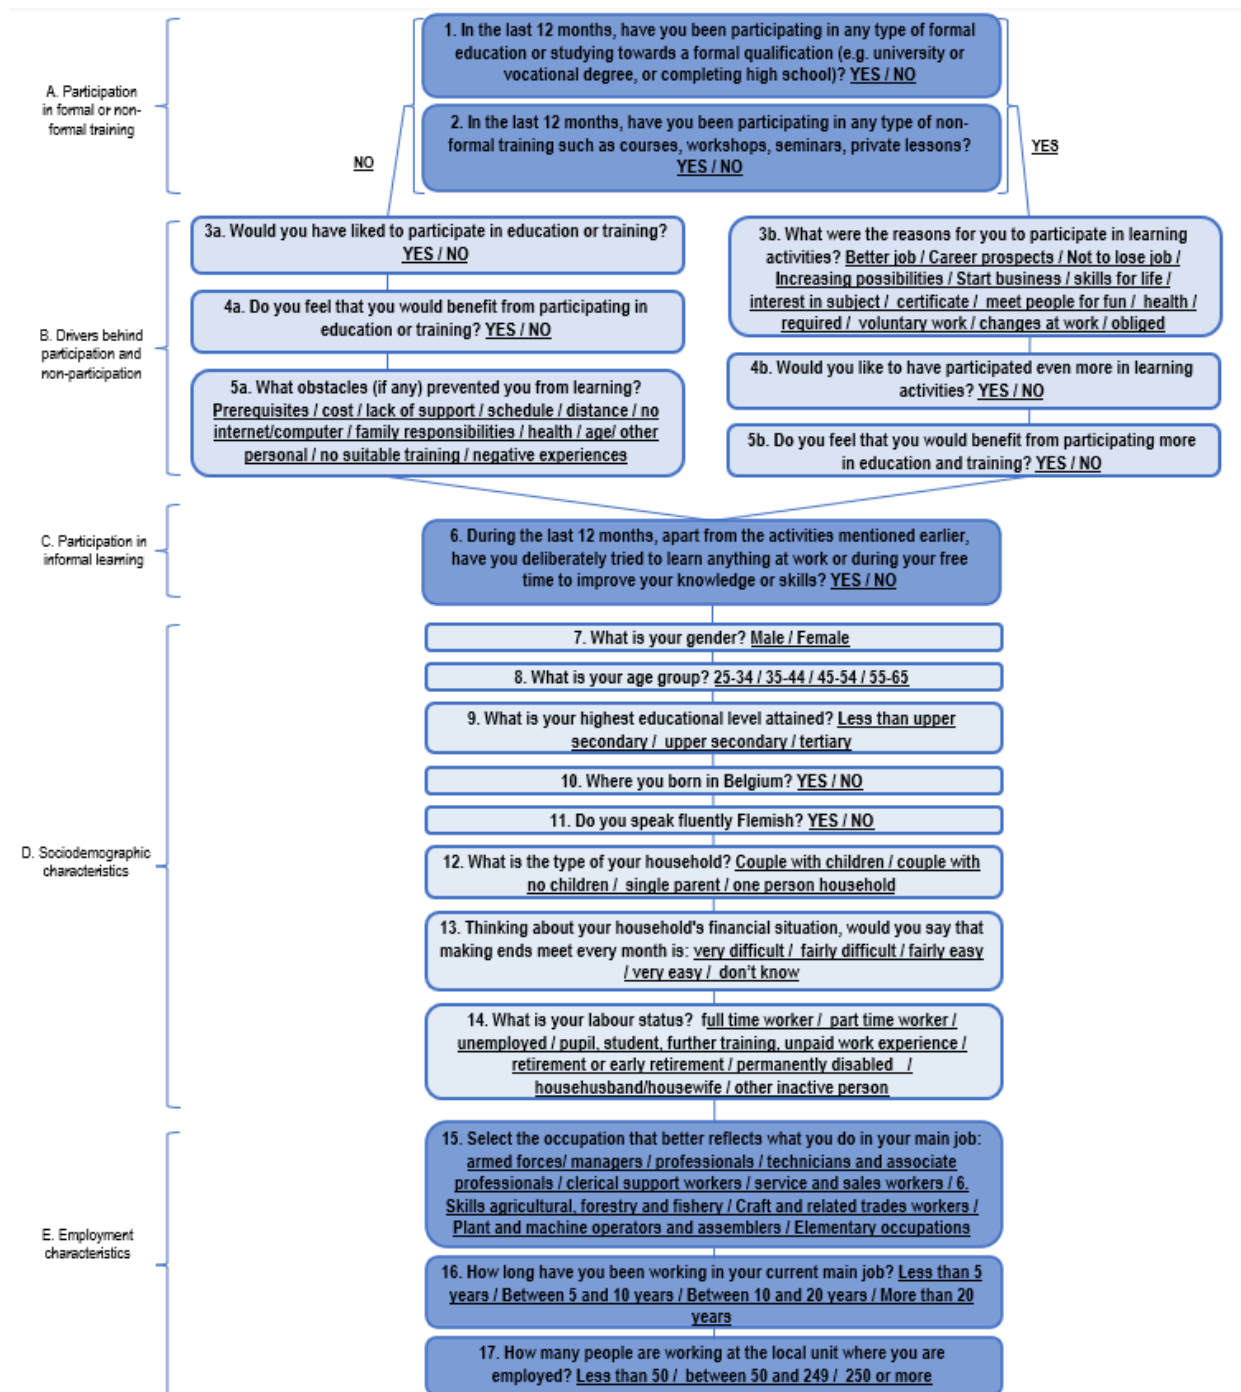 1. In the last 12 months, have you been participating in any type of formal
education or studying towards a formal qualification (e.g. university or
vocational degree, or completing high school)? YES / NO
A. Participation
in formal or non-
formal training
2. In the last 12 months, have you been participating in any type of non-
formal training such as courses, workshops, seminars, private lessons?
YES / NO
NO
YES
3a. Would you have liked to participate in education or training?
YES / NO
4a. Do you feel that you would benefit from participating in
education or training? YES / NO
B. Drivers behind
participation and
non-participation
5a. What obstacles (if any) prevented you from learning?
Prerequisites / cost / lack of support / schedule / distance / no
internet/computer / family responsibilities / health / age/ other
personal / no suitable training / negative experiences
3b. What were the reasons for you to participate in learning
activities? Better job / Career prospects / Not to lose job /
Increasing possibilities / Start business / skills for life /
interest in subject / certificate / meet people for fun / health /
required / voluntary work / changes at work / obliged
4b. Would you like to have participated even more in learning
activities? YES / NO
5b. Do you feel that you would benefit from participating more
in education and training? YES / NO
C. Participation in
informal learning
6. During the last 12 months, apart from the activities mentioned earlier,
have you deliberately tried to learn anything at work or during your free
time to improve your knowledge or skills? YES / NO
7. What is your gender? Male / Female
8. What is your age group? 25-34 / 35-44 / 45-54 / 55-65
9. What is your highest educational level attained? Less than upper
secondary / upper secondary / tertiary
10. Where you born in Belgium? YES / NO
11. Do you speak fluently Flemish? YES / NO
D. Sociodemographic
characteristics
12. What is the type of your household? Couple with children / couple with
no children / single parent / one person household
13. Thinking about your household's financial situation, would you say that
making ends meet every month is: very difficult / fairly difficult / fairly easy
/ very easy / don't know
14. What is your labour status? full time worker / part time worker /
unemployed / pupil, student, further training, unpaid work experience /
retirement or early retirement / permanently disabled /
househusband/housewife / other inactive person
15. Select the occupation that better reflects what you do in your main job:
armed forces/ managers / professionals / technicians and associate
professionals / clerical support workers / service and sales workers / 6.
Skills agricultural, forestry and fishery / Craft and related trades workers /
Plant and machine operators and assemblers / Elementary occupations
E. Employment
characteristics
16. How long have you been working in your current main job? Less than 5
years / Between 5 and 10 years / Between 10 and 20 years / More than 20
years
17. How many people are working at the local unit where you are
employed? Less than 50 / between 50 and 249 / 250 or more